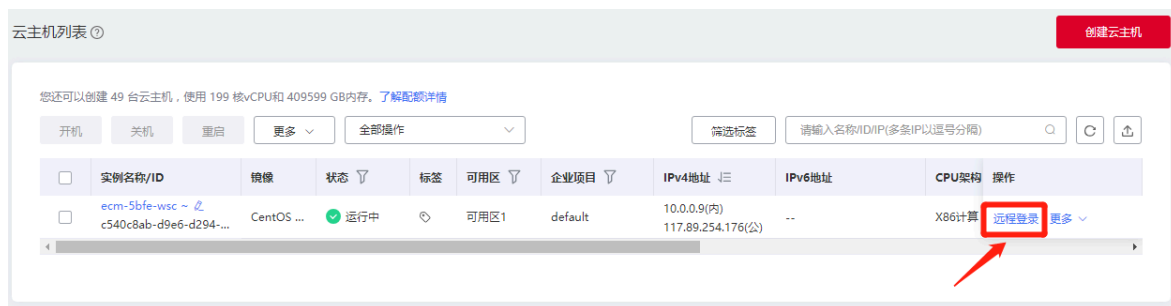 云主机列表
创建云主机
您还可以创建 49 台云主机，使用 199 核vCPU和 409599 GB内存。了解配额详情
开机 关机 重启 更多 全部操作 筛选标签 请输入名称/ID/IP(多条IP以逗号分隔)
实例名称/ID 镜像 状态 标签 可用区 企业项目 IPv4地址 IPv6地址 CPU架构 操作
ecm-5bfe-wsc ~
c540c8ab-d9e6-d294-...
CentOS ...
运行中
可用区1
default
10.0.0.9(内)
117.89.254.176(公)
--
X86计算
远程登录 更多